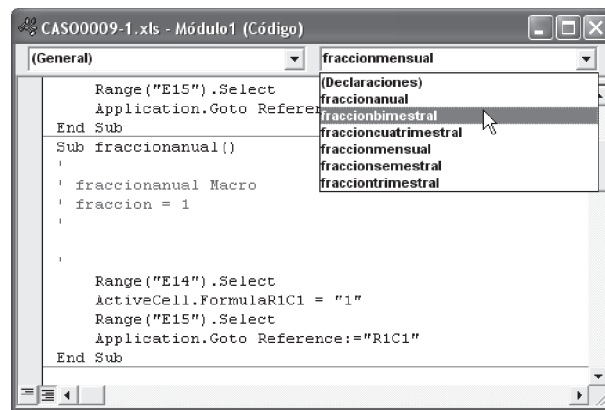 CASO0009-1.xls - Módulo1 (Código)
(General)
fraccionmensual
(Declaraciones)
fraccionanual
fraccionbimestral
fraccioncuatrimestral
fraccionmensual
fraccionsemestral
fracciontrimestral
Range("E15").Select
Application.Goto Referen
End Sub
Sub fraccionanual()
'
' fraccionanual Macro
' fraccion = 1
'
'
Range("E14").Select
ActiveCell.FormulaR1C1 = "1"
Range("E15").Select
Application.Goto Reference:="R1C1"
End Sub